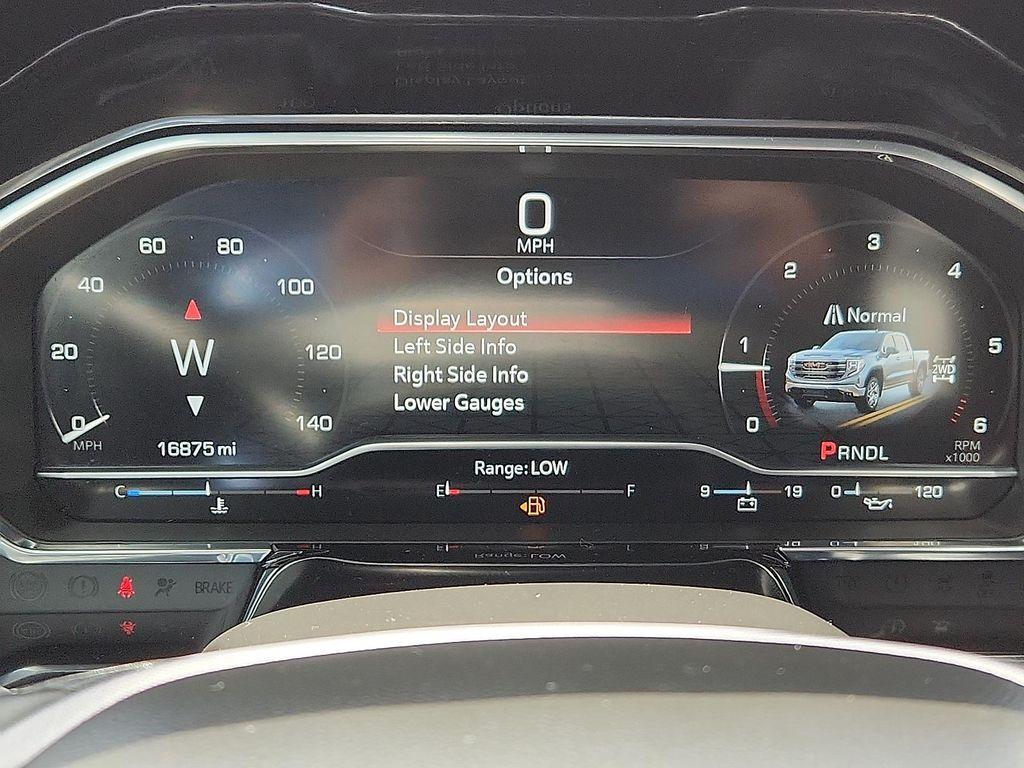 0
MPH
Options
Display Layout
Left Side Info
Right Side Info
Lower Gauges
0
20
40
60
80
100
120
140
MPH
W
16875 mi
0
1
2
3
4
5
6
Normal
GMC
2WD
PRNDL
RPM
x1000
Range: LOW
C H
E F
9 19
0 120
BRAKE